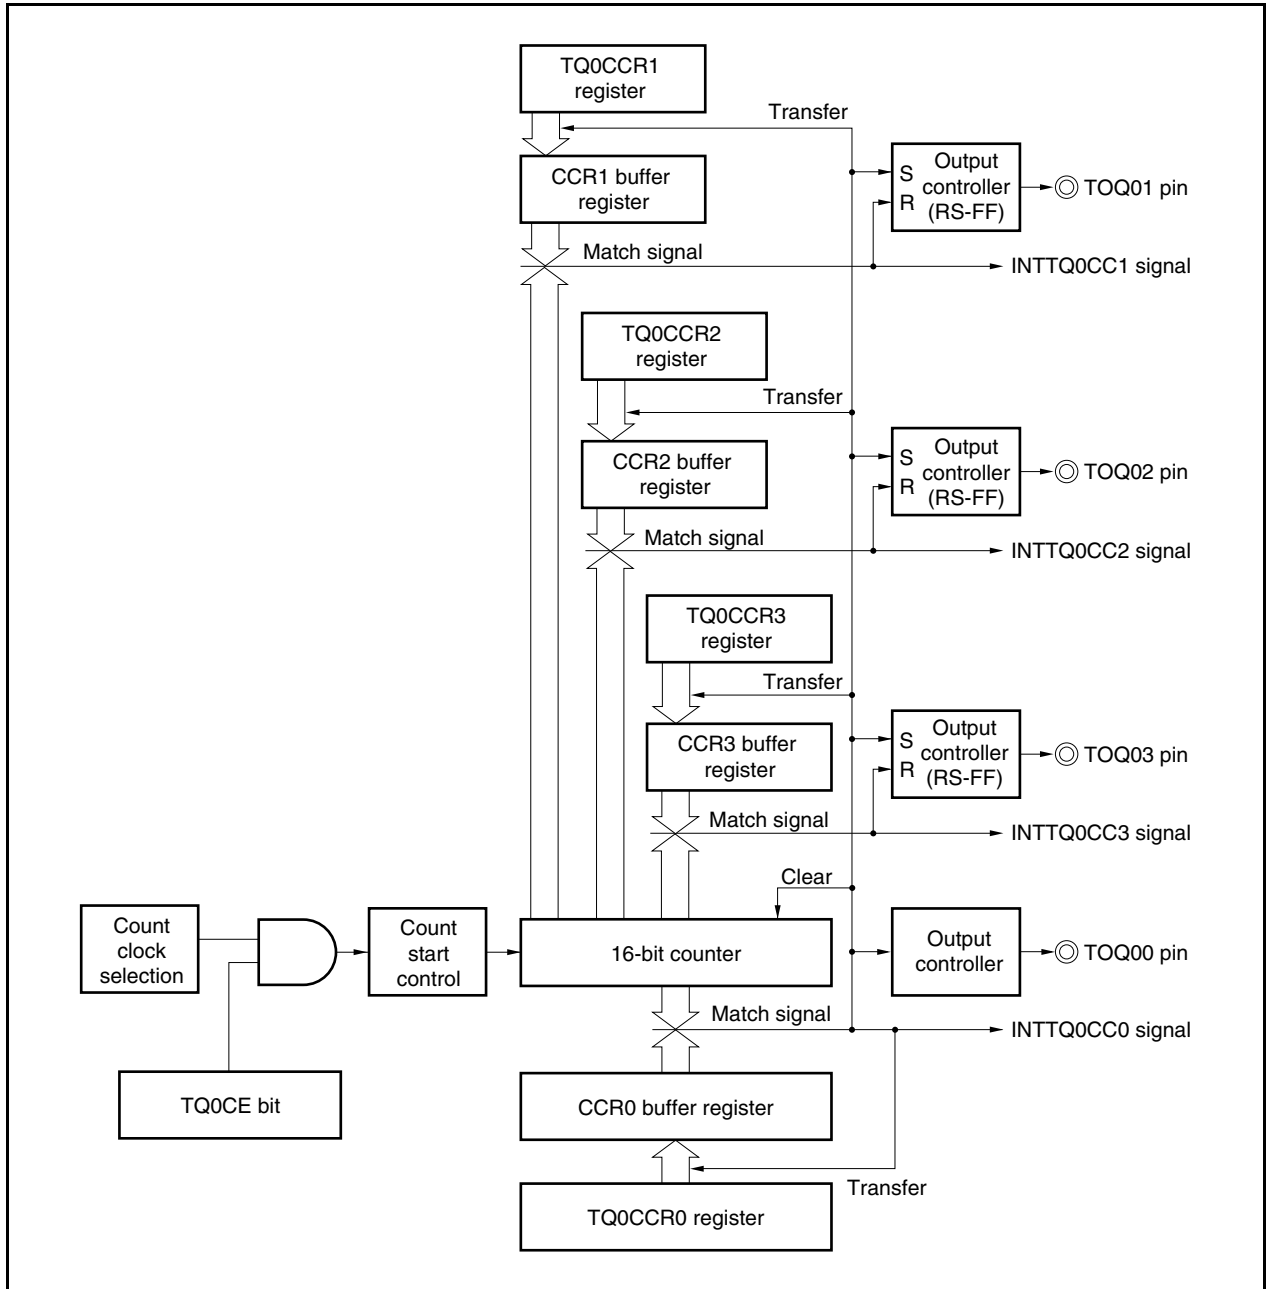 TQ0CCR1
register
Transfer
CCR1 buffer
register
S
R
Output
controller
(RS-FF)
TOQ01 pin
Match signal
INTTQ0CC1 signal
TQ0CCR2
register
Transfer
CCR2 buffer
register
S
R
Output
controller
(RS-FF)
TOQ02 pin
Match signal
INTTQ0CC2 signal
TQ0CCR3
register
Transfer
CCR3 buffer
register
S
R
Output
controller
(RS-FF)
TOQ03 pin
Match signal
INTTQ0CC3 signal
Clear
Count
clock
selection
Count
start
control
16-bit counter
Output
controller
TOQ00 pin
Match signal
INTTQ0CC0 signal
TQ0CE bit
CCR0 buffer register
Transfer
TQ0CCR0 register